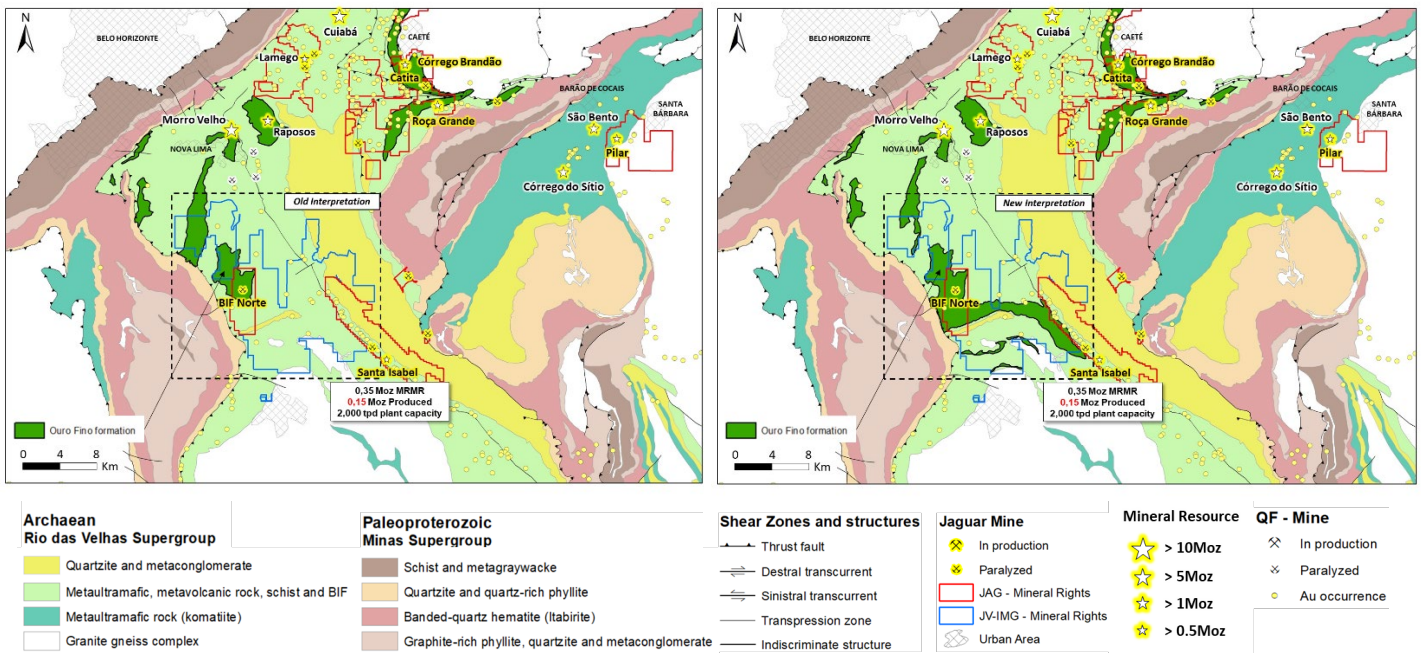 N
BELO HORIZONTE
Cuiabá
CAETÉ
Lamego
Córrego Brandão
Catita
BARÃO DE COCAIS
Morro Velho
Raposos
Roça Grande
São Bento
SANTA
BÁRBARA
NOVA LIMA
Pilar
Córrego do Sítio
Old Interpretation
BIF Norte
Santa Isabel
0,35 Moz MRMR
0,15 Moz Produced
2,000 tpd plant capacity
Ouro Fino formation
0 4 8
Km
N
BELO HORIZONTE
Cuiabá
CAETÉ
Lamego
Córrego Brandão
Catita
BARÃO DE COCAIS
Morro Velho
Raposos
Roça Grande
São Bento
SANTA
BÁRBARA
NOVA LIMA
Pilar
Córrego do Sítio
New Interpretation
BIF Norte
Santa Isabel
0,35 Moz MRMR
0,15 Moz Produced
2,000 tpd plant capacity
Ouro Fino formation
0 4 8
Km
Archaean
Rio das Velhas Supergroup
Quartzite and metaconglomerate
Metaultramafic, metavolcanic rock, schist and BIF
Metaultramafic rock (komatiite)
Granite gneiss complex
Paleoproterozoic
Minas Supergroup
Schist and metagraywacke
Quartzite and quartz-rich phyllite
Banded-quartz hematite (Itabirite)
Graphite-rich phyllite, quartzite and metaconglomerate
Shear Zones and structures
Thrust fault
Destral transcurrent
Sinistral transcurrent
Transpression zone
Indiscriminate structure
Jaguar Mine
In production
Paralyzed
JAG - Mineral Rights
JV-IMG - Mineral Rights
Urban Area
Mineral Resource
> 10Moz
> 5Moz
> 1Moz
> 0.5Moz
QF - Mine
In production
Paralyzed
Au occurrence